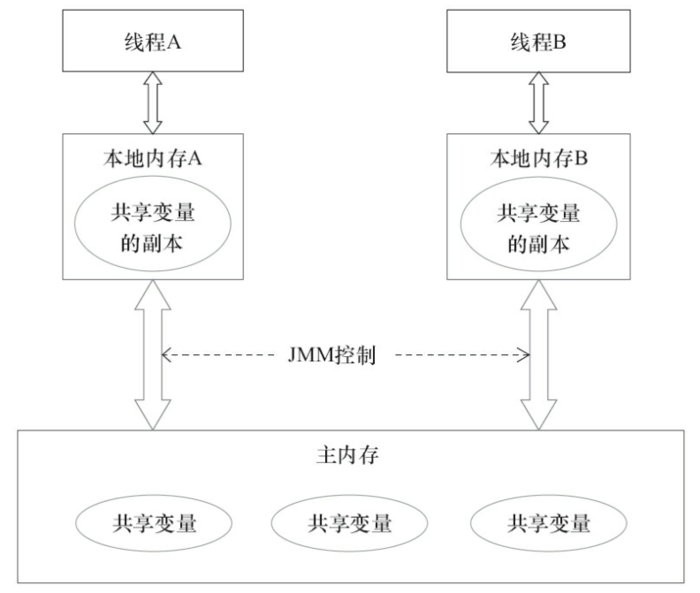 线程A
线程B
本地内存A
共享变量
的副本
本地内存B
共享变量
的副本
JMM控制
主内存
共享变量
共享变量
共享变量